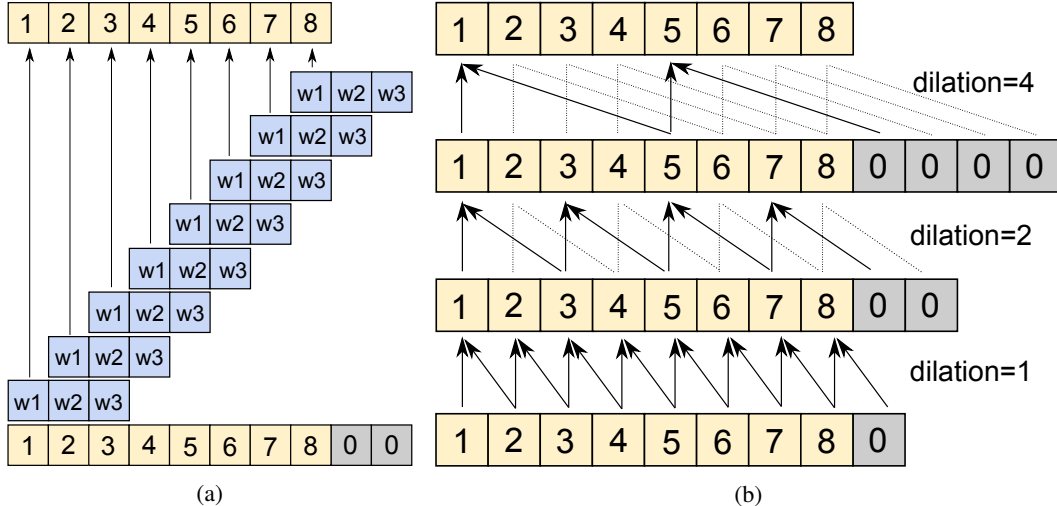 1 2 3 4 5 6 7 8
w1 w2 w3
w1 w2 w3
w1 w2 w3
w1 w2 w3
w1 w2 w3
w1 w2 w3
w1 w2 w3
w1 w2 w3
1 2 3 4 5 6 7 8 0 0
(a)
1 2 3 4 5 6 7 8
dilation=4
1 2 3 4 5 6 7 8 0 0 0 0
dilation=2
1 2 3 4 5 6 7 8 0 0
dilation=1
1 2 3 4 5 6 7 8 0
(b)